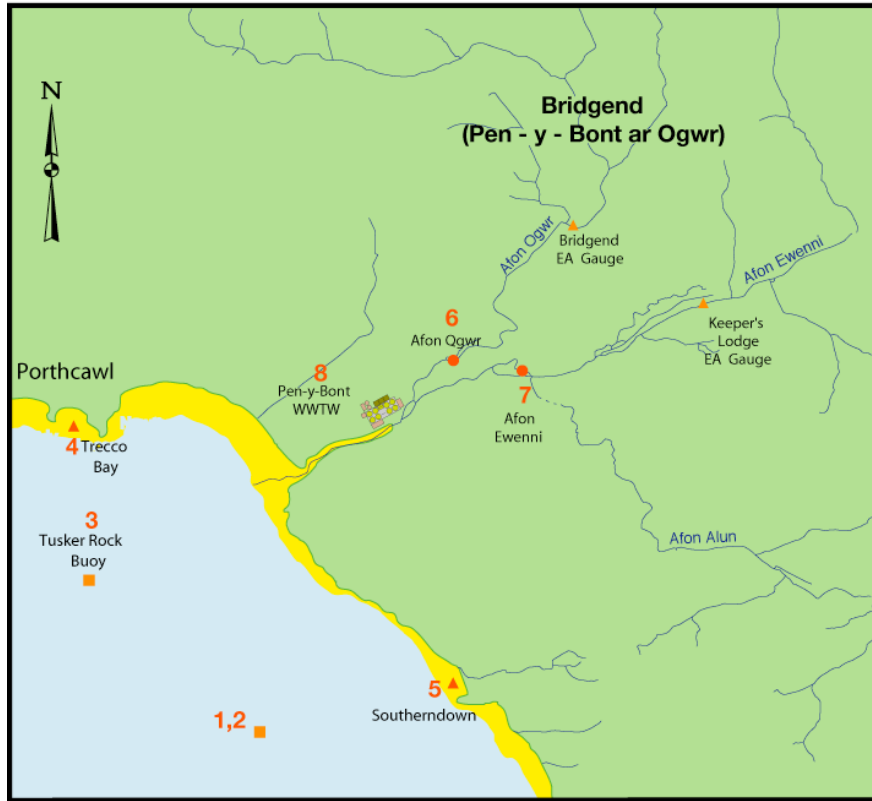 N
Bridgend
(Pen - y - Bont ar Ogwr)
Afon Ogwr
Bridgend
EA Gauge
Afon Ewenni
Keeper's
Lodge
EA Gauge
6
Afon Qgwr
Porthcawl
8
Pen-y-Bont
WWTW
7
Afon
Ewenni
4
Trecco
Bay
3
Tusker Rock
Buoy
Afon Alun
5
Southerndown
1,2